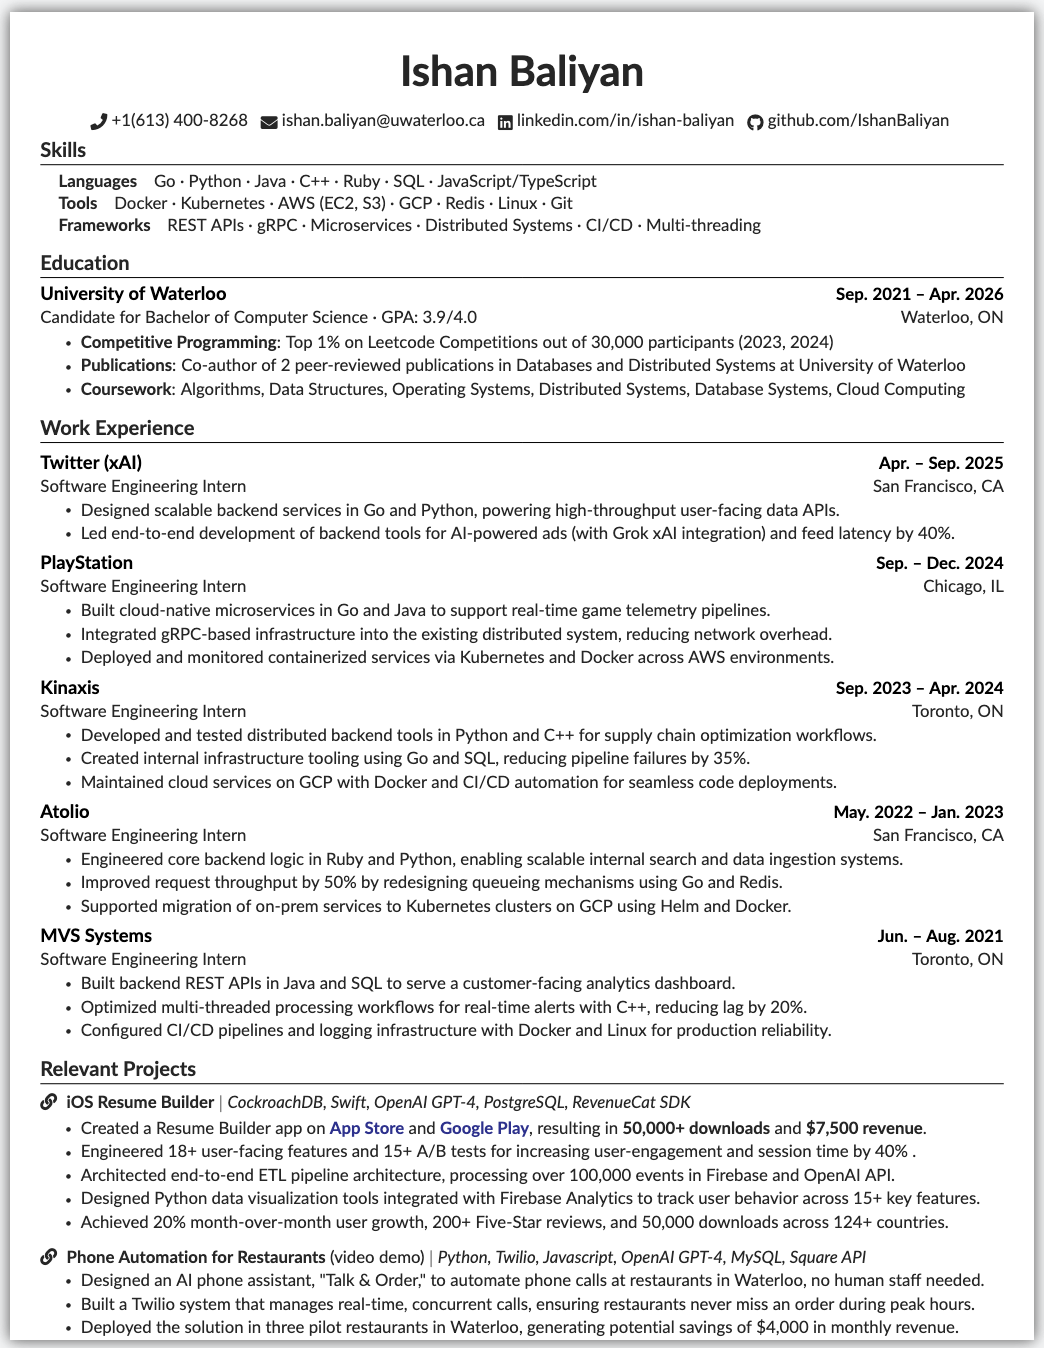 Ishan Baliyan
+1(613) 400-8268 ishan.baliyan@uwaterloo.ca linkedin.com/in/ishan-baliyan github.com/IshanBaliyan
Skills
Languages Go · Python · Java · C++ · Ruby · SQL · JavaScript/TypeScript
Tools Docker · Kubernetes · AWS (EC2, S3) · GCP · Redis · Linux · Git
Frameworks REST APIs · gRPC · Microservices · Distributed Systems · CI/CD · Multi-threading
Education
University of Waterloo Sep. 2021 – Apr. 2026
Candidate for Bachelor of Computer Science · GPA: 3.9/4.0 Waterloo, ON
• Competitive Programming: Top 1% on Leetcode Competitions out of 30,000 participants (2023, 2024)
• Publications: Co-author of 2 peer-reviewed publications in Databases and Distributed Systems at University of Waterloo
• Coursework: Algorithms, Data Structures, Operating Systems, Distributed Systems, Database Systems, Cloud Computing
Work Experience
Twitter (xAI) Apr. – Sep. 2025
Software Engineering Intern San Francisco, CA
• Designed scalable backend services in Go and Python, powering high-throughput user-facing data APIs.
• Led end-to-end development of backend tools for AI-powered ads (with Grok xAI integration) and feed latency by 40%.
PlayStation Sep. – Dec. 2024
Software Engineering Intern Chicago, IL
• Built cloud-native microservices in Go and Java to support real-time game telemetry pipelines.
• Integrated gRPC-based infrastructure into the existing distributed system, reducing network overhead.
• Deployed and monitored containerized services via Kubernetes and Docker across AWS environments.
Kinaxis Sep. 2023 – Apr. 2024
Software Engineering Intern Toronto, ON
• Developed and tested distributed backend tools in Python and C++ for supply chain optimization workflows.
• Created internal infrastructure tooling using Go and SQL, reducing pipeline failures by 35%.
• Maintained cloud services on GCP with Docker and CI/CD automation for seamless code deployments.
Atolio May. 2022 – Jan. 2023
Software Engineering Intern San Francisco, CA
• Engineered core backend logic in Ruby and Python, enabling scalable internal search and data ingestion systems.
• Improved request throughput by 50% by redesigning queueing mechanisms using Go and Redis.
• Supported migration of on-prem services to Kubernetes clusters on GCP using Helm and Docker.
MVS Systems Jun. – Aug. 2021
Software Engineering Intern Toronto, ON
• Built backend REST APIs in Java and SQL to serve a customer-facing analytics dashboard.
• Optimized multi-threaded processing workflows for real-time alerts with C++, reducing lag by 20%.
• Configured CI/CD pipelines and logging infrastructure with Docker and Linux for production reliability.
Relevant Projects
iOS Resume Builder | CockroachDB, Swift, OpenAI GPT-4, PostgreSQL, RevenueCat SDK
• Created a Resume Builder app on App Store and Google Play, resulting in 50,000+ downloads and $7,500 revenue.
• Engineered 18+ user-facing features and 15+ A/B tests for increasing user-engagement and session time by 40% .
• Architected end-to-end ETL pipeline architecture, processing over 100,000 events in Firebase and OpenAI API.
• Designed Python data visualization tools integrated with Firebase Analytics to track user behavior across 15+ key features.
• Achieved 20% month-over-month user growth, 200+ Five-Star reviews, and 50,000 downloads across 124+ countries.
Phone Automation for Restaurants (video demo) | Python, Twilio, Javascript, OpenAI GPT-4, MySQL, Square API
• Designed an AI phone assistant, "Talk & Order," to automate phone calls at restaurants in Waterloo, no human staff needed.
• Built a Twilio system that manages real-time, concurrent calls, ensuring restaurants never miss an order during peak hours.
• Deployed the solution in three pilot restaurants in Waterloo, generating potential savings of $4,000 in monthly revenue.